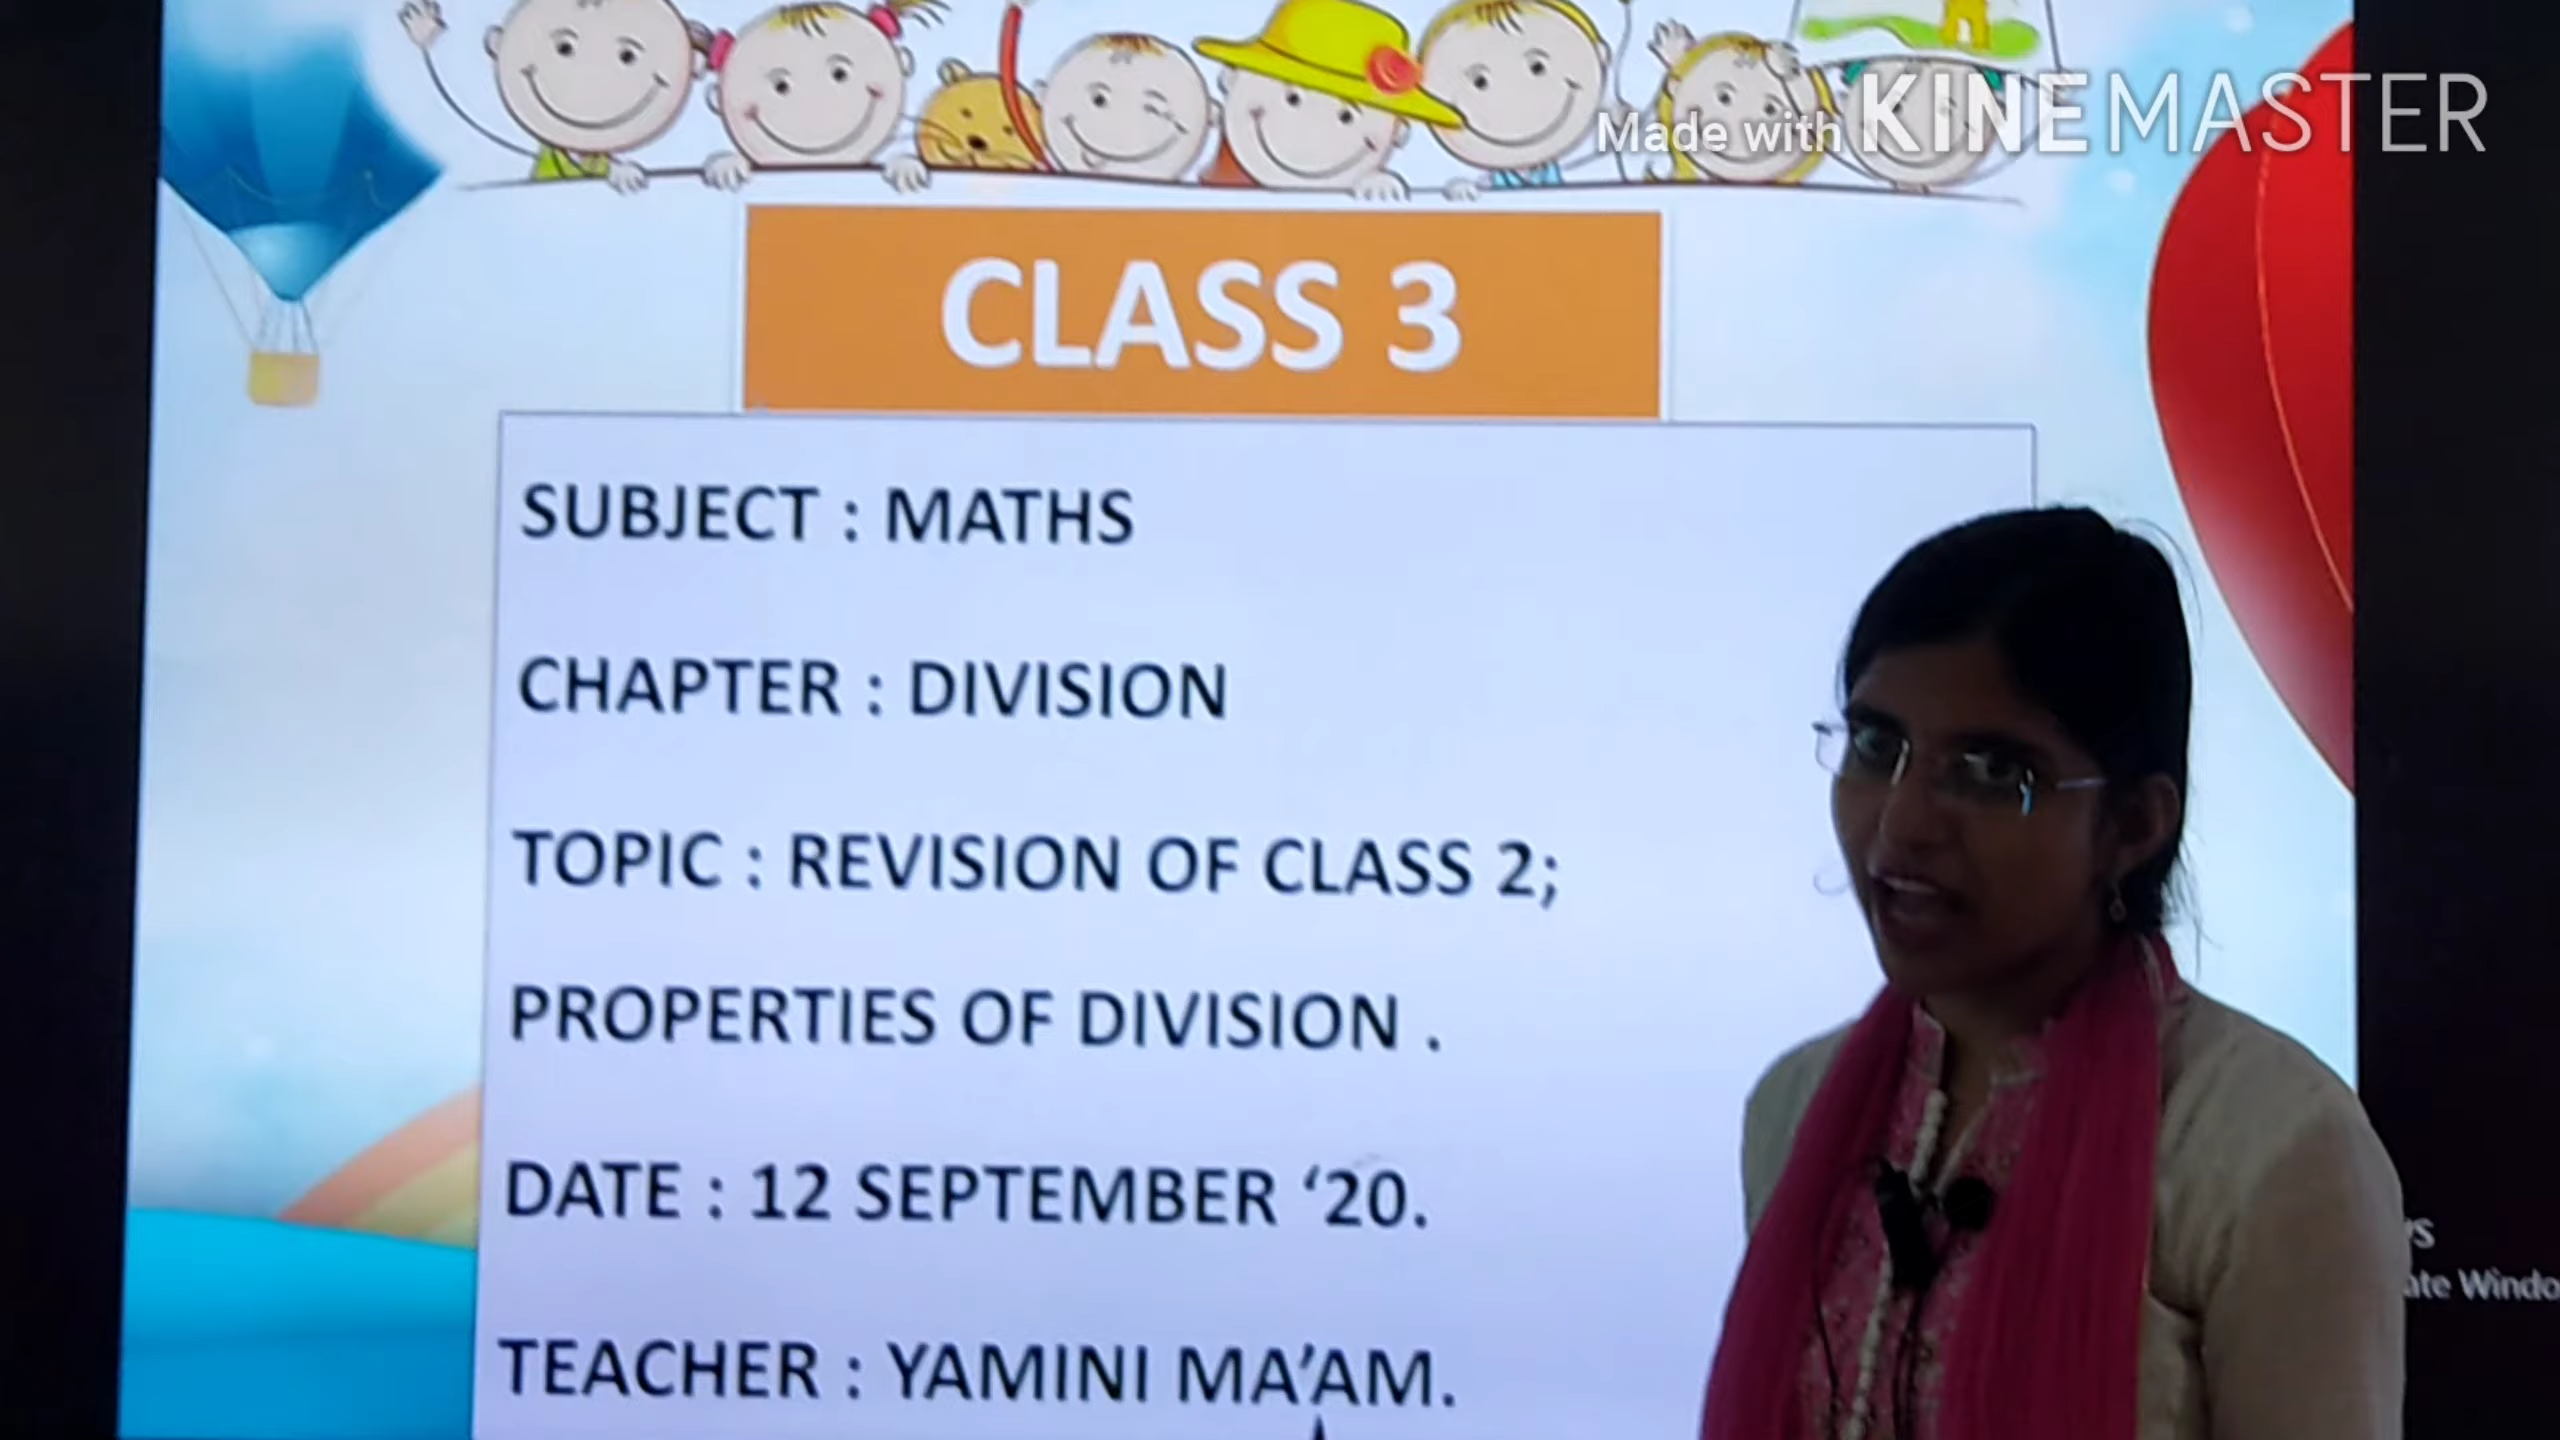 Made with KINEMASTER
CLASS 3
SUBJECT : MATHS
CHAPTER : DIVISION
TOPIC : REVISION OF CLASS 2;
PROPERTIES OF DIVISION .
DATE : 12 SEPTEMBER ‘20.
TEACHER : YAMINI MA’AM.